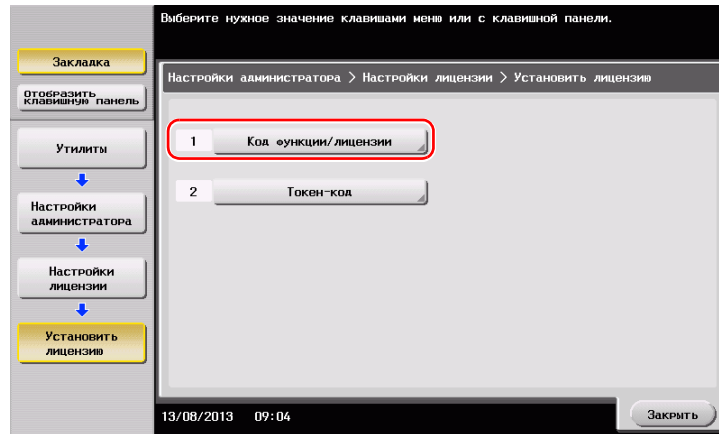 Выберите нужное значение клавишами меню или с клавишной панели.
Закладка
Отобразить
клавишную панель
Утилиты
Настройки
администратора
Настройки
лицензии
Установить
лицензию
Настройки администратора > Настройки лицензии > Установить лицензию
1 Код функции/лицензии
2 Токен-код
13/08/2013 09:04
Закрыть